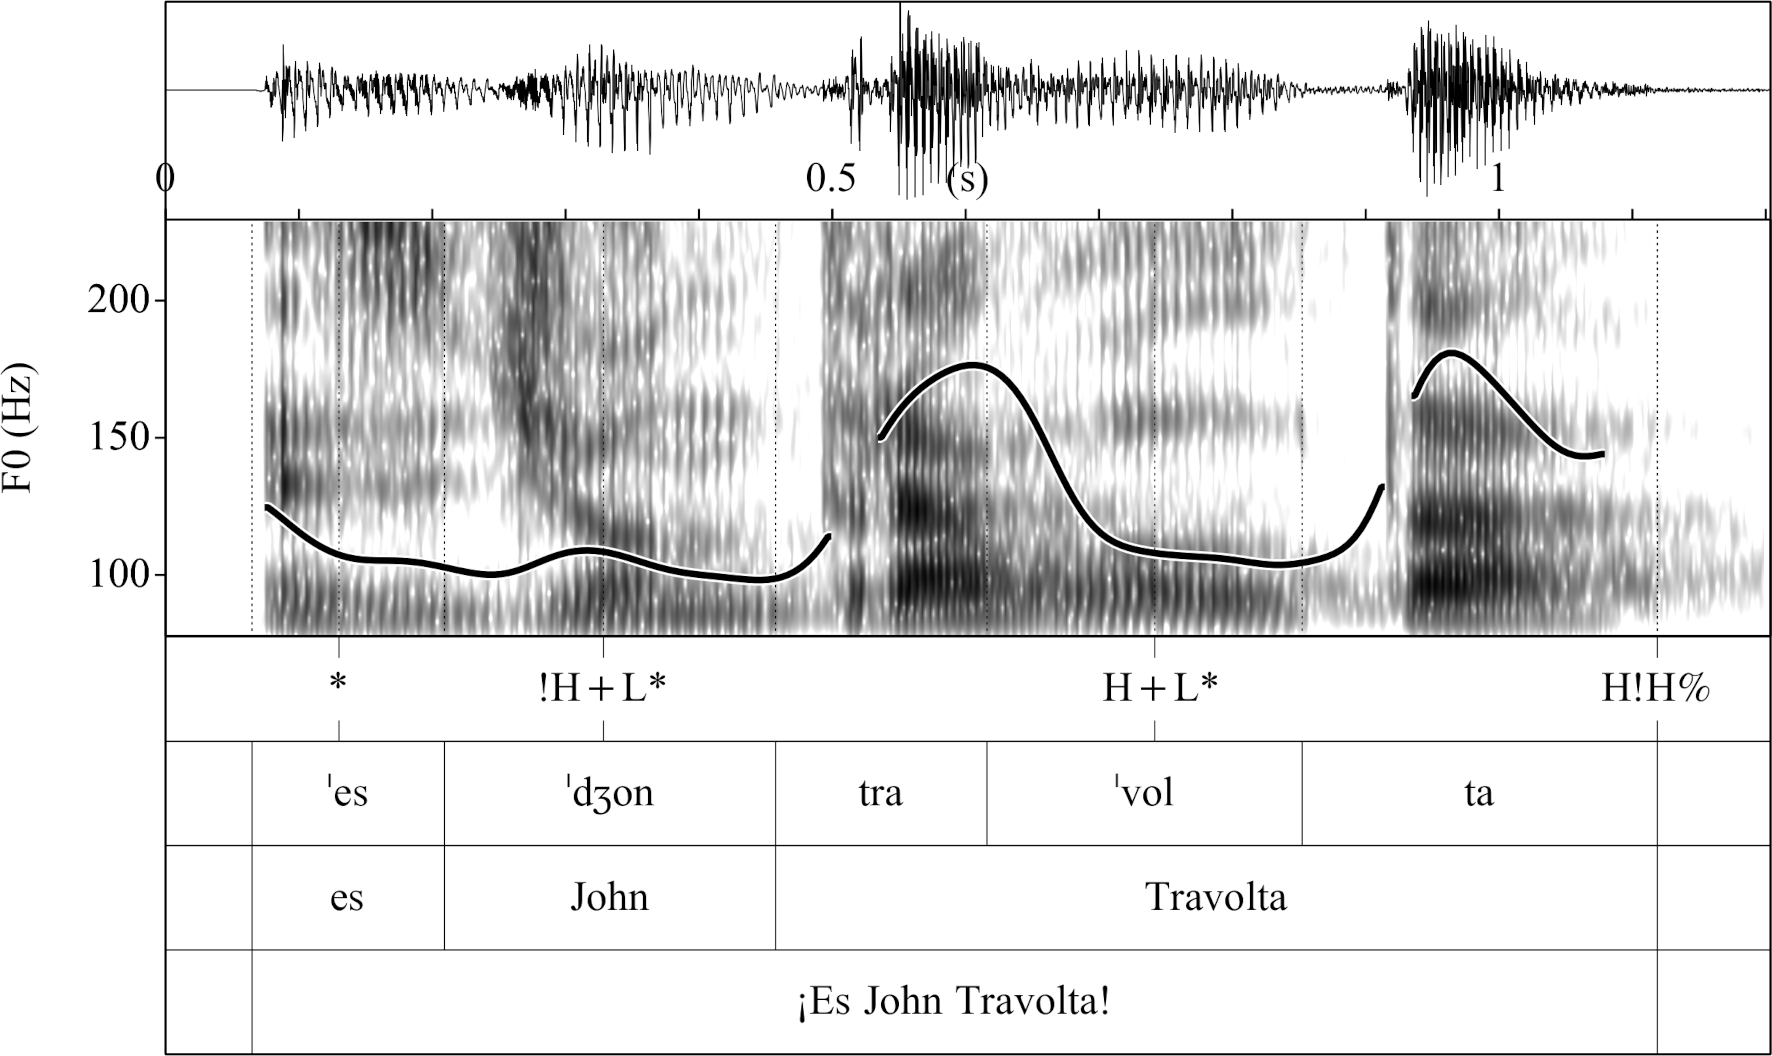 0 0.5 (s) 1
200
150
100
F0 (Hz)
* !H+L* H+L* H!H%
ˈes ˈdʒon tra ˈvol ta
es John Travolta
¡Es John Travolta!